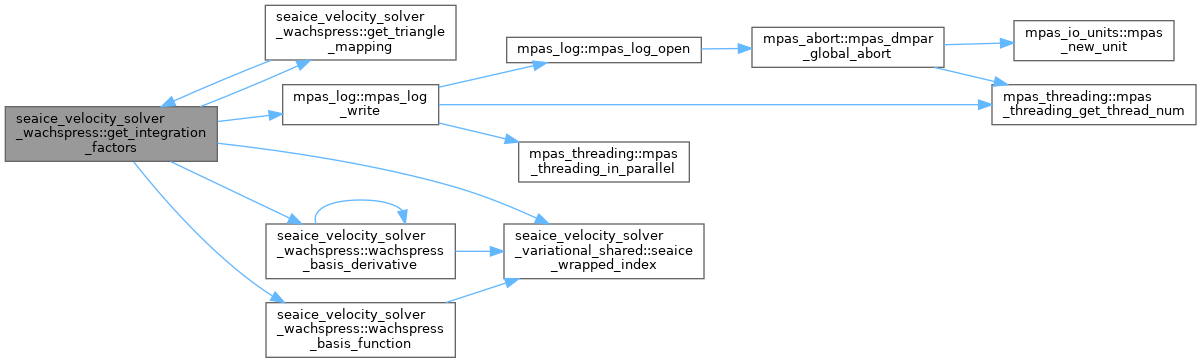 seaice_velocity_solver
_wachspress::get_integration
_factors
seaice_velocity_solver
_wachspress::get_triangle
_mapping
mpas_log::mpas_log
_write
mpas_log::mpas_log_open
mpas_abort::mpas_dmpar
_global_abort
mpas_io_units::mpas
_new_unit
mpas_threading::mpas
_threading_get_thread_num
mpas_threading::mpas
_threading_in_parallel
seaice_velocity_solver
_wachspress::wachspress
_basis_derivative
seaice_velocity_solver
_variational_shared::seaice
_wrapped_index
seaice_velocity_solver
_wachspress::wachspress
_basis_function